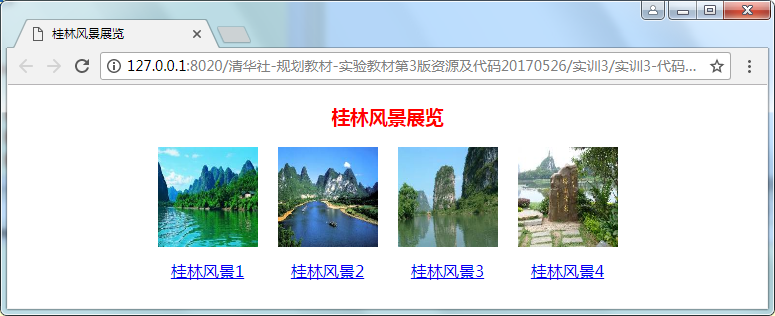 桂林风景展览
127.0.0.1:8020/清华社-规划教材-实验教材第3版资源及代码20170526/实训3/实训3-代码...
桂林风景展览
桂林风景1 桂林风景2 桂林风景3 桂林风景4